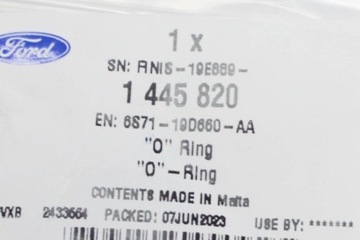 Ford
1 x
SN: RNIS-19E889-
1 445 820
EN: 6S71-19D660-AA
"O" Ring
"O"-Ring
CONTENTS MADE IN Malta
VXB 2433564 PACKED: 07JUN2023 USE BY: *******